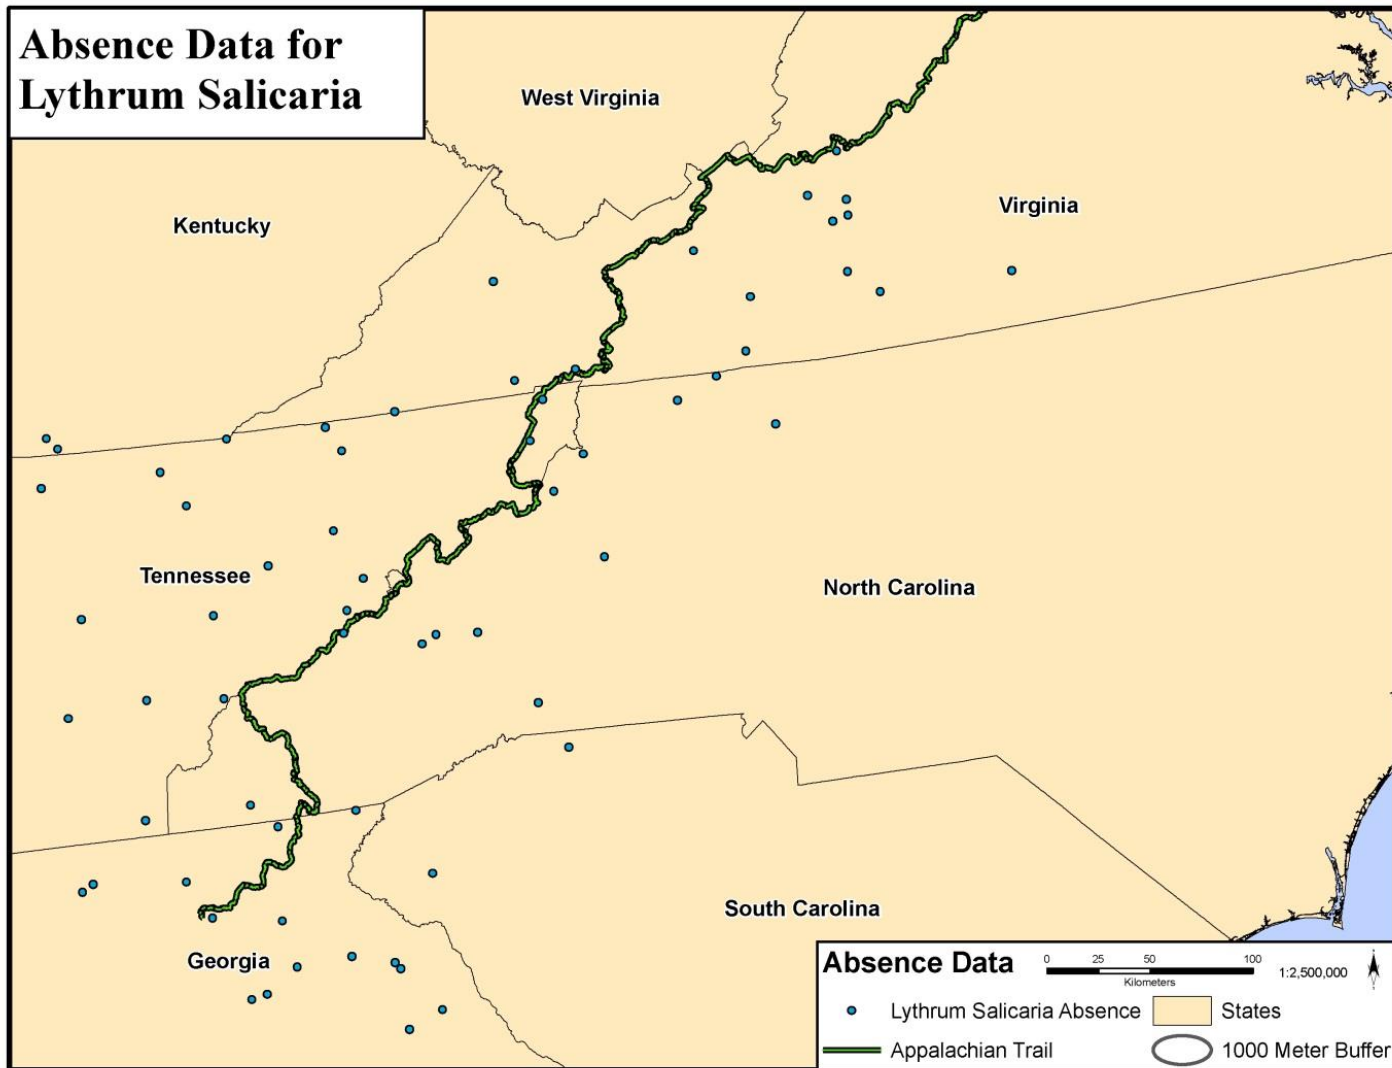 Absence Data for
Lythrum Salicaria
West Virginia
Kentucky
Virginia
Tennessee
North Carolina
South Carolina
Georgia
Absence Data
0 25 50 100
Kilometers
1:2,500,000
Lythrum Salicaria Absence
States
Appalachian Trail
1000 Meter Buffer